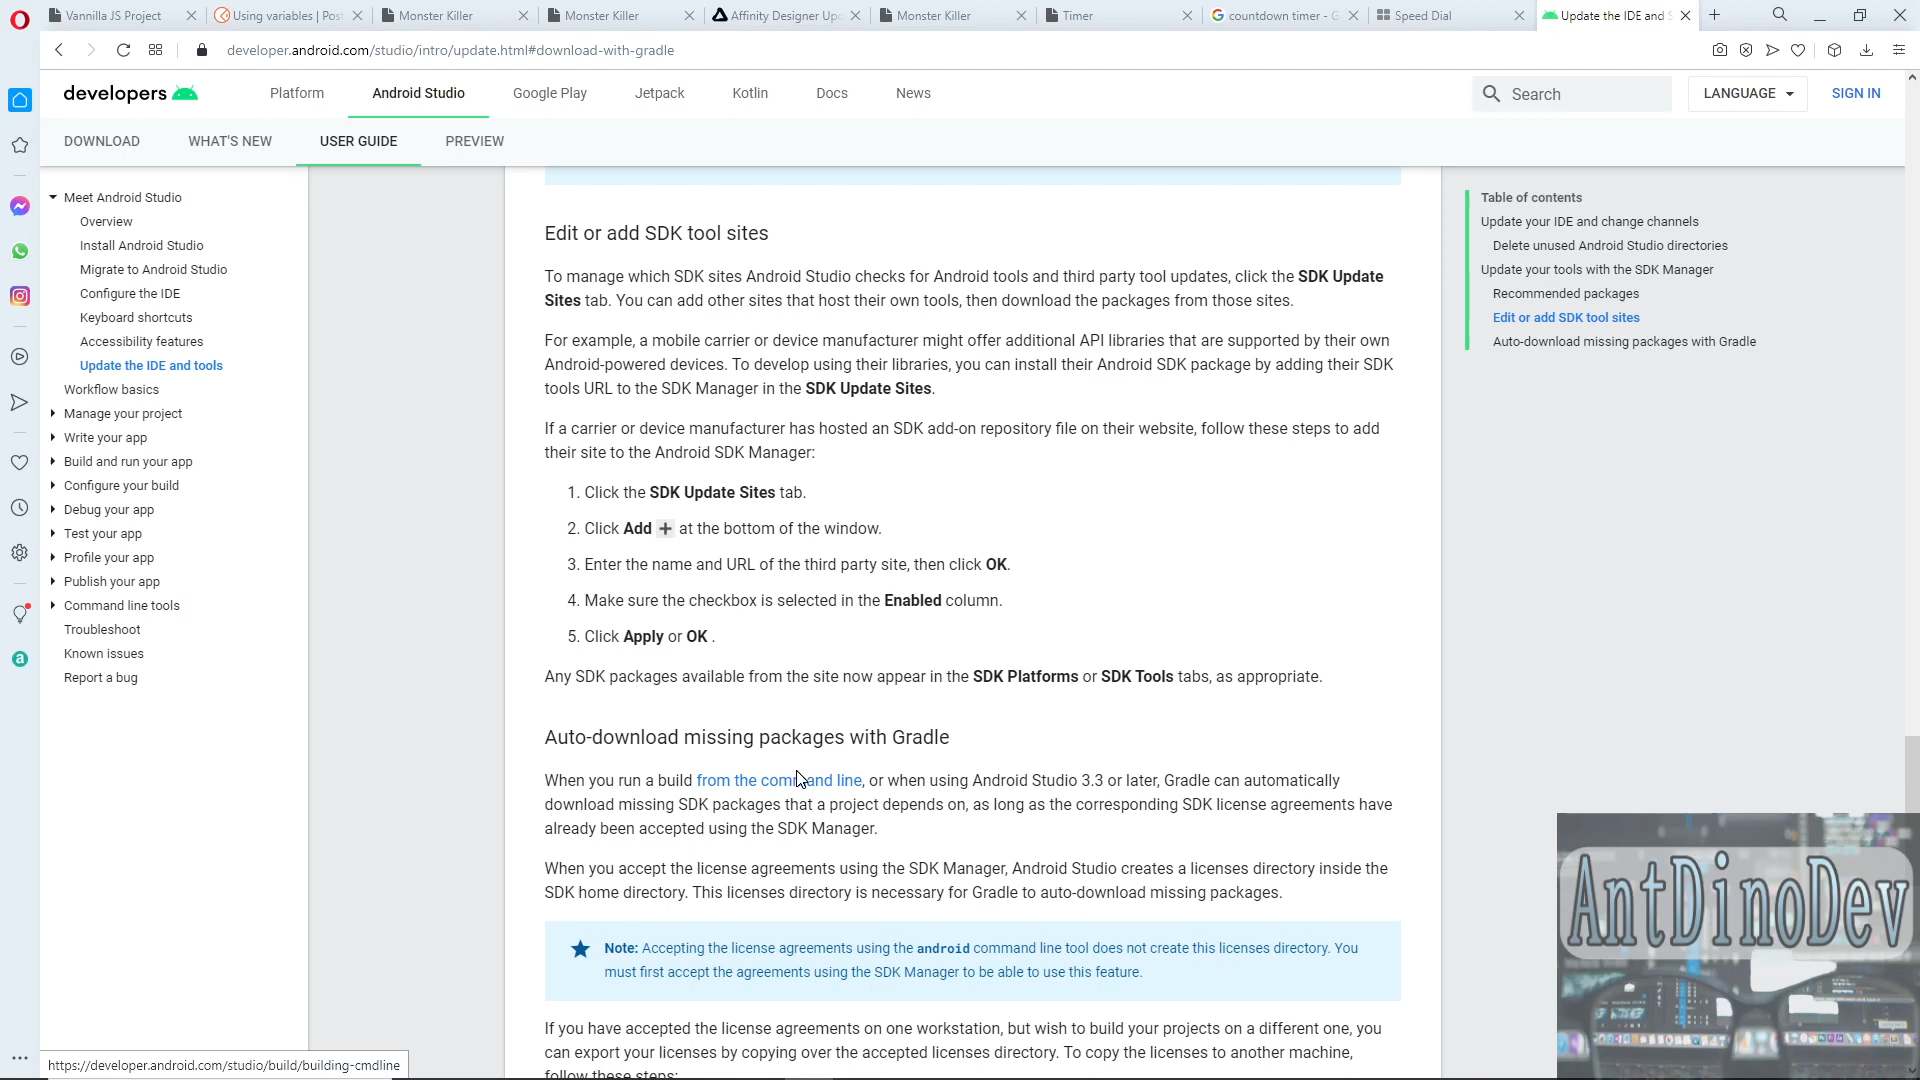 Vannilla JS Project
Using variables | Post
Monster Killer
Monster Killer
Affinity Designer Upd
Monster Killer
Timer
countdown timer - G
Speed Dial
Update the IDE and S
developer.android.com/studio/intro/update.html#download-with-gradle
developers
Platform
Android Studio
Google Play
Jetpack
Kotlin
Docs
News
Search
LANGUAGE
SIGN IN
DOWNLOAD
WHAT'S NEW
USER GUIDE
PREVIEW
Meet Android Studio
Overview
Install Android Studio
Migrate to Android Studio
Configure the IDE
Keyboard shortcuts
Accessibility features
Update the IDE and tools
Workflow basics
Manage your project
Write your app
Build and run your app
Configure your build
Debug your app
Test your app
Profile your app
Publish your app
Command line tools
Troubleshoot
Known issues
Report a bug
Edit or add SDK tool sites
To manage which SDK sites Android Studio checks for Android tools and third party tool updates, click the SDK Update
Sites tab. You can add other sites that host their own tools, then download the packages from those sites.
For example, a mobile carrier or device manufacturer might offer additional API libraries that are supported by their own
Android-powered devices. To develop using their libraries, you can install their Android SDK package by adding their SDK
tools URL to the SDK Manager in the SDK Update Sites.
If a carrier or device manufacturer has hosted an SDK add-on repository file on their website, follow these steps to add
their site to the Android SDK Manager:
1. Click the SDK Update Sites tab.
2. Click Add + at the bottom of the window.
3. Enter the name and URL of the third party site, then click OK.
4. Make sure the checkbox is selected in the Enabled column.
5. Click Apply or OK .
Any SDK packages available from the site now appear in the SDK Platforms or SDK Tools tabs, as appropriate.
Auto-download missing packages with Gradle
When you run a build from the command line, or when using Android Studio 3.3 or later, Gradle can automatically
download missing SDK packages that a project depends on, as long as the corresponding SDK license agreements have
already been accepted using the SDK Manager.
When you accept the license agreements using the SDK Manager, Android Studio creates a licenses directory inside the
SDK home directory. This licenses directory is necessary for Gradle to auto-download missing packages.
Note: Accepting the license agreements using the android command line tool does not create this licenses directory. You
must first accept the agreements using the SDK Manager to be able to use this feature.
If you have accepted the license agreements on one workstation, but wish to build your projects on a different one, you
can export your licenses by copying over the accepted licenses directory. To copy the licenses to another machine,
follow these steps:
Table of contents
Update your IDE and change channels
Delete unused Android Studio directories
Update your tools with the SDK Manager
Recommended packages
Edit or add SDK tool sites
Auto-download missing packages with Gradle
AntDinoDev
https://developer.android.com/studio/build/building-cmdline